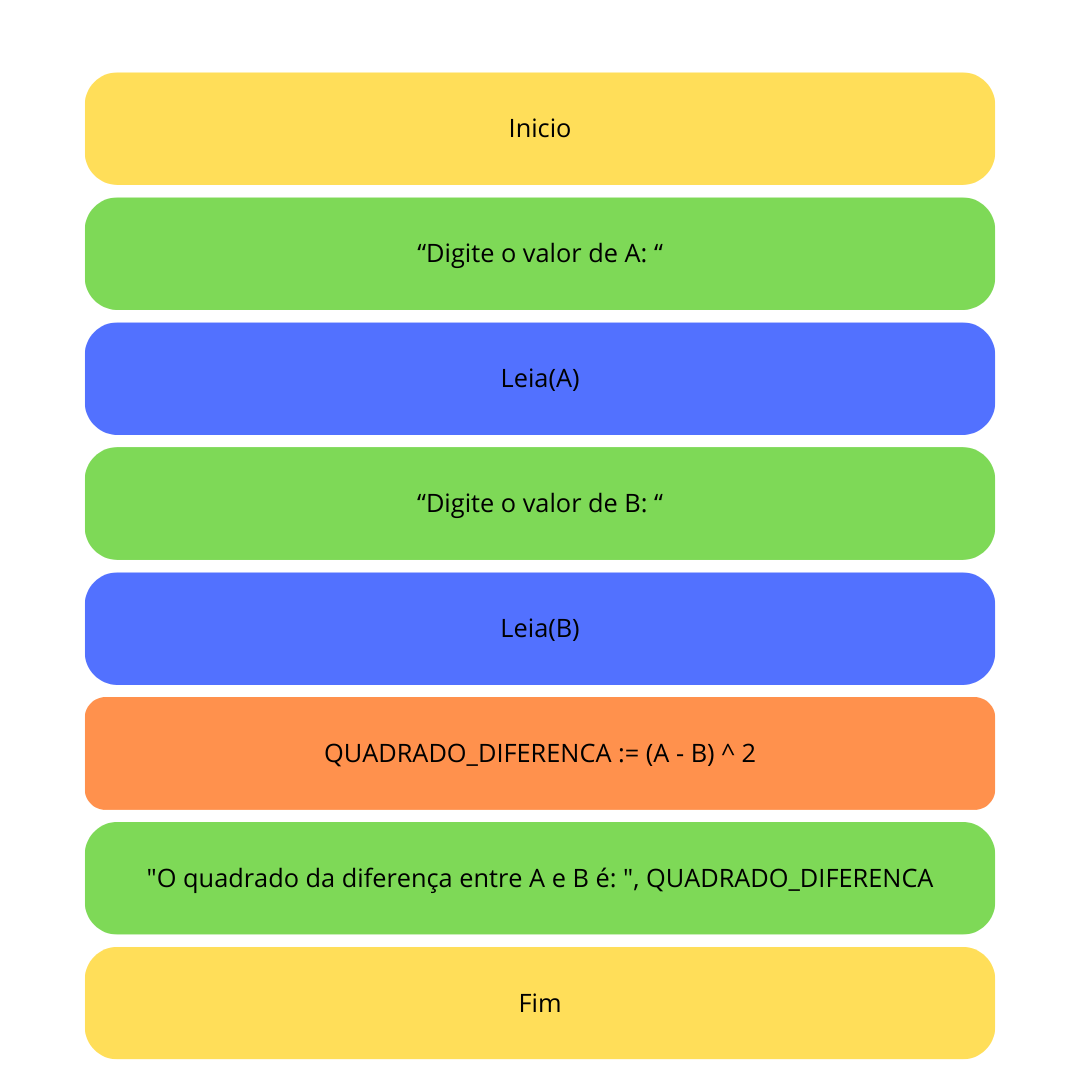 Inicio
“Digite o valor de A: “
Leia(A)
“Digite o valor de B: “
Leia(B)
QUADRADO_DIFERENCA := (A - B) ^ 2
"O quadrado da diferença entre A e B é: ", QUADRADO_DIFERENCA
Fim